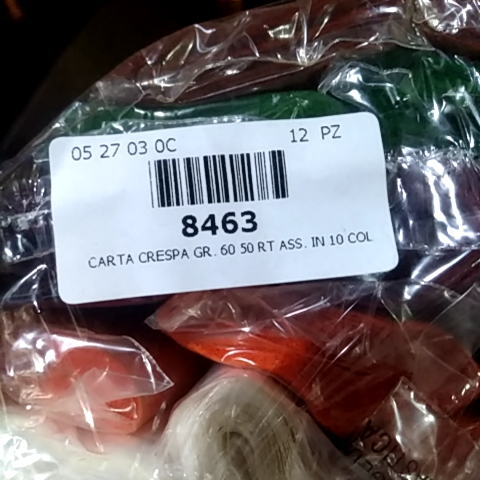 05 27 03 0C 12 PZ
8463
CARTA CRESPA GR. 60 50 RT ASS. IN 10 COL